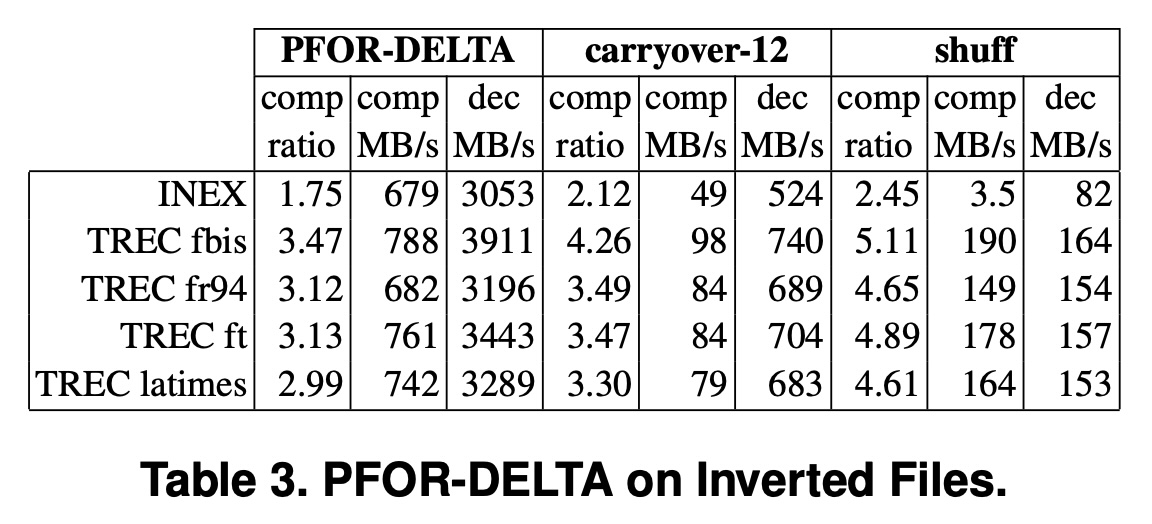 PFOR-DELTA carryover-12 shuff
comp comp dec comp comp dec comp comp dec
ratio MB/s MB/s ratio MB/s MB/s ratio MB/s MB/s
INEX 1.75 679 3053 2.12 49 524 2.45 3.5 82
TREC fbis 3.47 788 3911 4.26 98 740 5.11 190 164
TREC fr94 3.12 682 3196 3.49 84 689 4.65 149 154
TREC ft 3.13 761 3443 3.47 84 704 4.89 178 157
TREC latimes 2.99 742 3289 3.30 79 683 4.61 164 153
Table 3. PFOR-DELTA on Inverted Files.